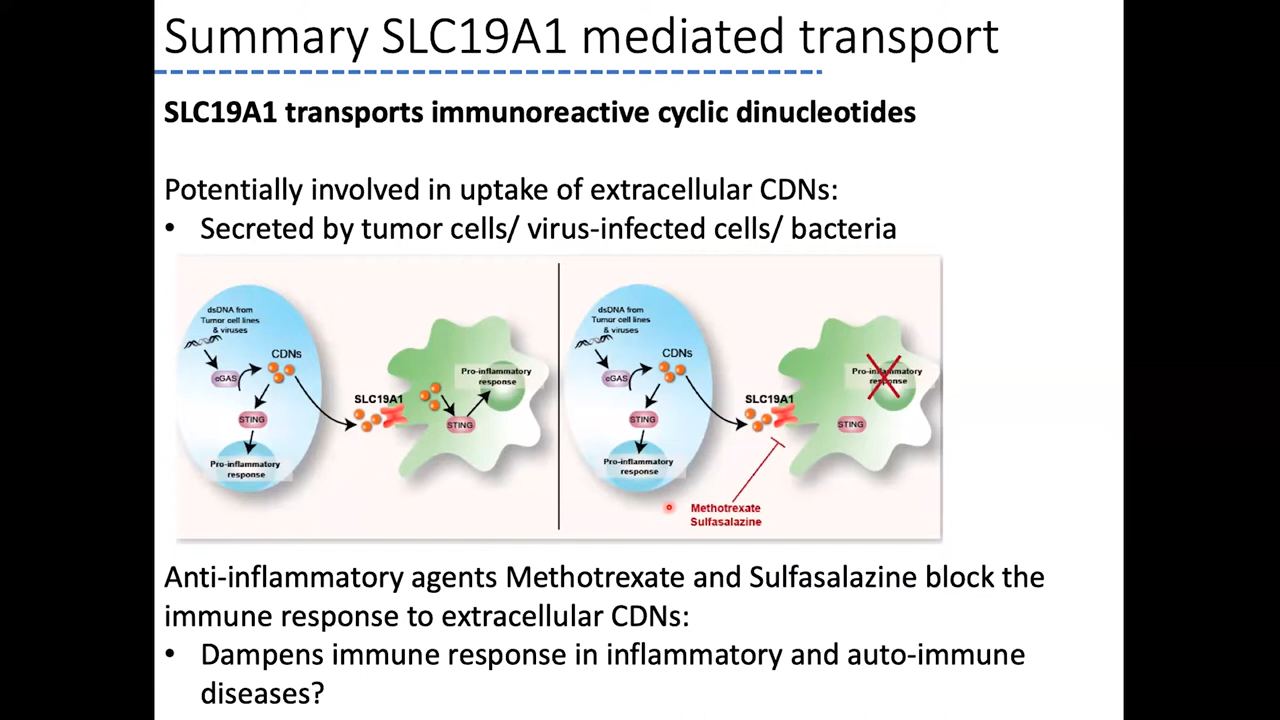 Summary SLC19A1 mediated transport
SLC19A1 transports immunoreactive cyclic dinucleotides
Potentially involved in uptake of extracellular CDNs:
• Secreted by tumor cells/ virus-infected cells/ bacteria
dsDNA from
Tumor cell lines
& viruses
CDNs
cGAS
STING
Pro-inflammatory
response
SLC19A1
Pro-inflammatory
response
STING
dsDNA from
Tumor cell lines
& viruses
CDNs
cGAS
STING
Pro-inflammatory
response
SLC19A1
Pro-inflammatory
response
STING
Methotrexate
Sulfasalazine
Anti-inflammatory agents Methotrexate and Sulfasalazine block the
immune response to extracellular CDNs:
• Dampens immune response in inflammatory and auto-immune
diseases?